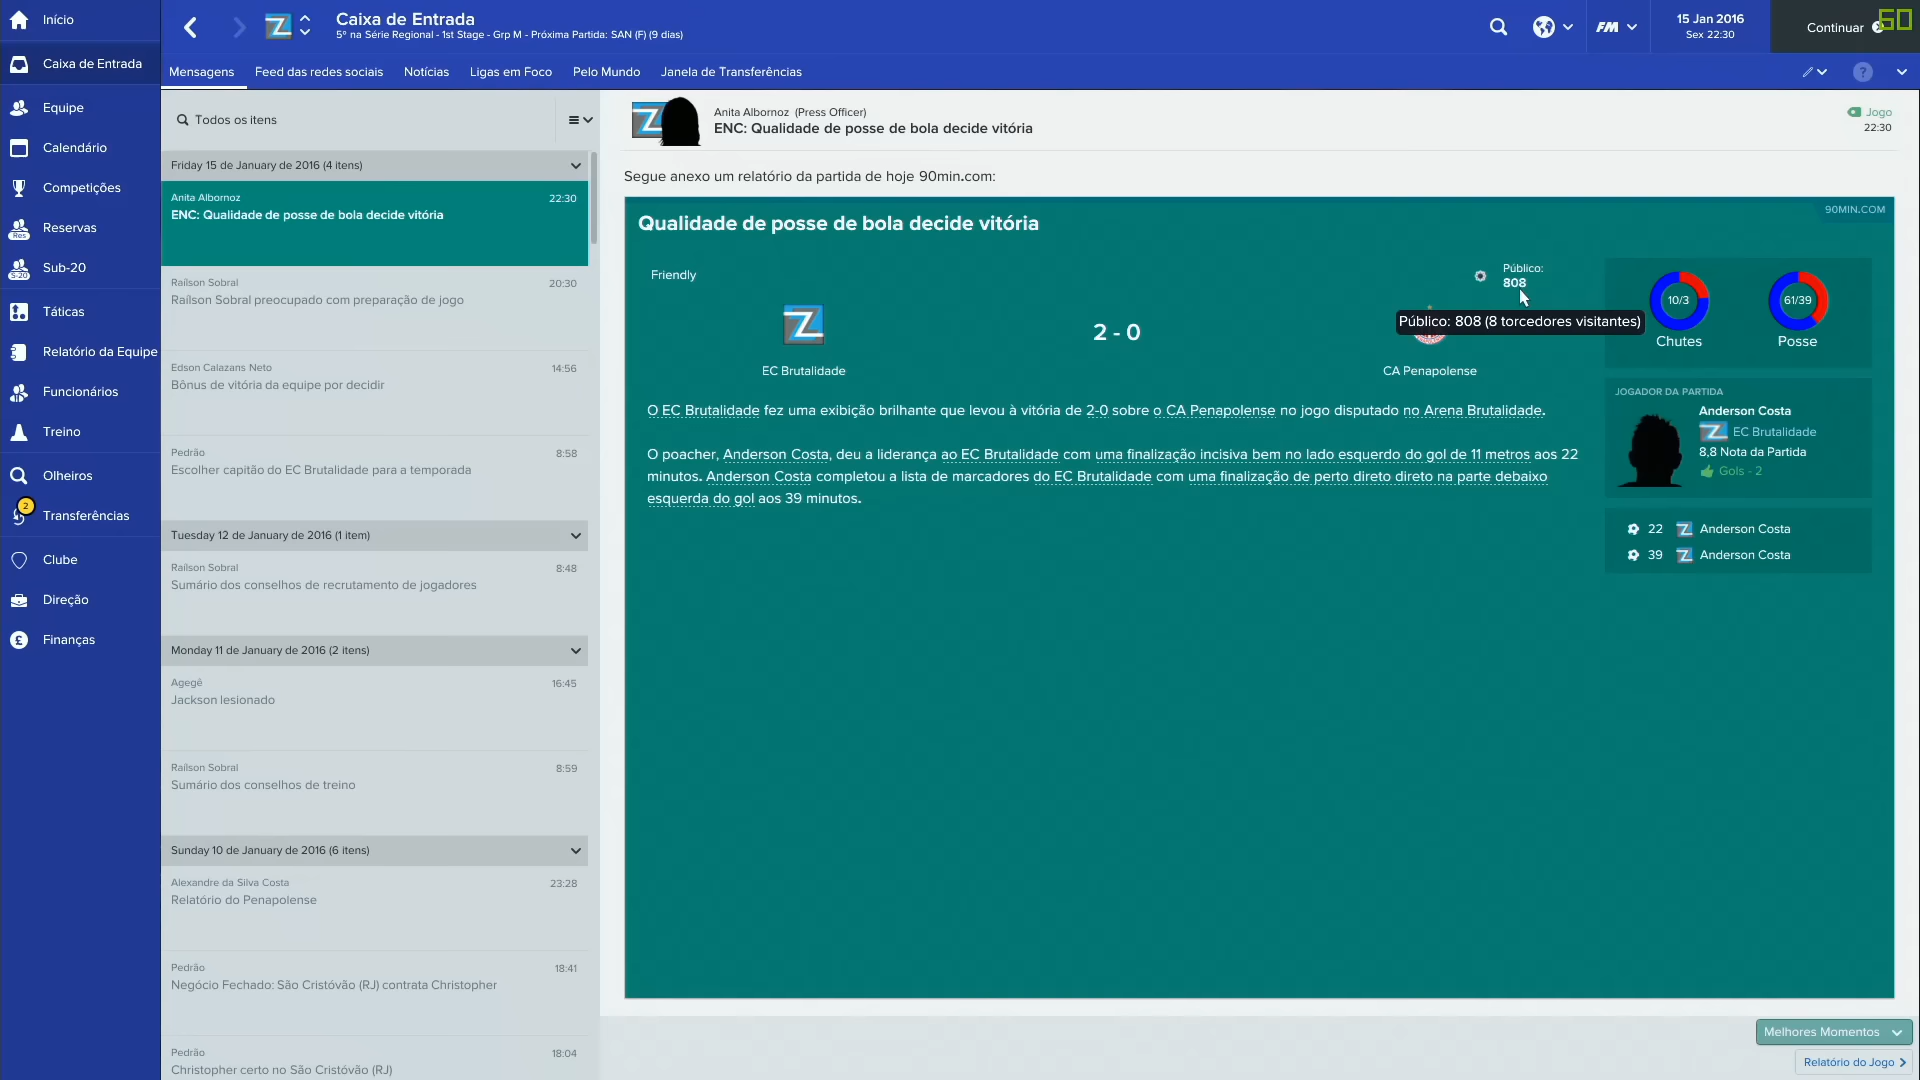 Início
Caixa de Entrada
Equipe
Calendário
Competições
Reservas
Sub-20
Táticas
Relatório da Equipe
Funcionários
Treino
Olheiros
2
Transferências
Clube
Direção
Finanças
Caixa de Entrada
5º na Série Regional - 1st Stage - Grp M - Próxima Partida: SAN (F) (9 dias)
FM
15 Jan 2016
Sex 22:30
Continuar
60
Mensagens Feed das redes sociais Notícias Ligas em Foco Pelo Mundo Janela de Transferências
Todos os itens
Friday 15 de January de 2016 (4 itens)
Anita Albornoz 22:30
ENC: Qualidade de posse de bola decide vitória
Raílson Sobral 20:30
Raílson Sobral preocupado com preparação de jogo
Edson Calazans Neto 14:56
Bônus de vitória da equipe por decidir
Pedrão 8:58
Escolher capitão do EC Brutalidade para a temporada
Tuesday 12 de January de 2016 (1 item)
Raílson Sobral 8:48
Sumário dos conselhos de recrutamento de jogadores
Monday 11 de January de 2016 (2 itens)
Agegê 16:45
Jackson lesionado
Raílson Sobral 8:59
Sumário dos conselhos de treino
Sunday 10 de January de 2016 (6 itens)
Alexandre da Silva Costa 23:28
Relatório do Penapolense
Pedrão 18:41
Negócio Fechado: São Cristóvão (RJ) contrata Christopher
Pedrão 18:04
Christopher certo no São Cristóvão (RJ)
Anita Albornoz (Press Officer)
ENC: Qualidade de posse de bola decide vitória
Jogo
22:30
Segue anexo um relatório da partida de hoje 90min.com:
90MIN.COM
Qualidade de posse de bola decide vitória
Friendly
Público:
808
Público: 808 (8 torcedores visitantes)
2 - 0
EC Brutalidade
CA Penapolense
O EC Brutalidade fez uma exibição brilhante que levou à vitória de 2-0 sobre o CA Penapolense no jogo disputado no Arena Brutalidade.
O poacher, Anderson Costa, deu a liderança ao EC Brutalidade com uma finalização incisiva bem no lado esquerdo do gol de 11 metros aos 22
minutos. Anderson Costa completou a lista de marcadores do EC Brutalidade com uma finalização de perto direto direto na parte debaixo
esquerda do gol aos 39 minutos.
10/3
Chutes
61/39
Posse
JOGADOR DA PARTIDA
Anderson Costa
EC Brutalidade
8,8 Nota da Partida
Gols - 2
22 Anderson Costa
39 Anderson Costa
Melhores Momentos
Relatório do Jogo